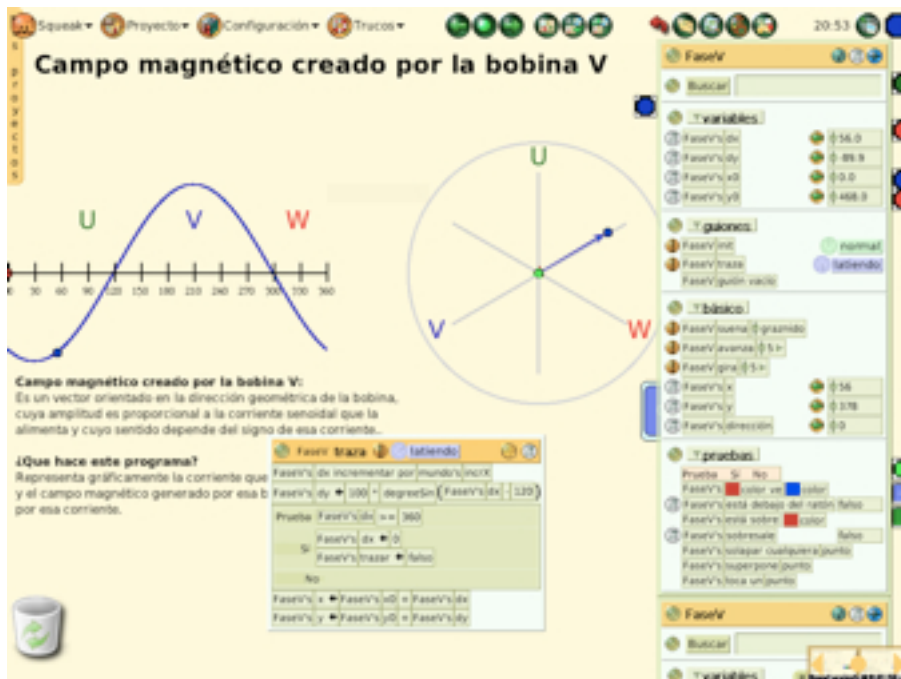 Squeak Proyecto Configuración Trucos 20:53
proyectos
Campo magnético creado por la bobina V
U V W
30 60 90 120 150 180 210 240 270 300 330 360
U
V W
Campo magnético creado por la bobina V:
Es un vector orientado en la dirección geométrica de la bobina,
cuya amplitud es proporcional a la corriente senoidal que la
alimenta y cuyo sentido depende del signo de esa corriente..
¿Que hace este programa?
Representa gráficamente la corriente que
y el campo magnético generado por esa b
por esa corriente.
FaseV traza latiendo
FaseV's dx incrementar por mundo's incrX
FaseV's dy 100 * degreeSin FaseV's dx - 120
Prueba FaseV's dx >= 360
Sí FaseV's dx 0
FaseV's trazar falso
No
FaseV's x FaseV's x0 + FaseV's dx
FaseV's y FaseV's y0 + FaseV's dy
FaseV
Buscar
variables
FaseV's dx 56.0
FaseV's dy -89.9
FaseV's x0 0.0
FaseV's y0 468.0
guiones
FaseV init normal
FaseV traza latiendo
FaseV guión vacío
básico
FaseV suena graznido
FaseV avanza 5
FaseV gira 5
FaseV's x 56
FaseV's y 378
FaseV's dirección 0
pruebas
Prueba Sí No
FaseV's color ve color
FaseV's está debajo del ratón falso
FaseV's está sobre color
FaseV's sobresale falso
FaseV's solapar cualquiera punto
FaseV's superpone punto
FaseV's toca un punto
FaseV
Buscar
variables